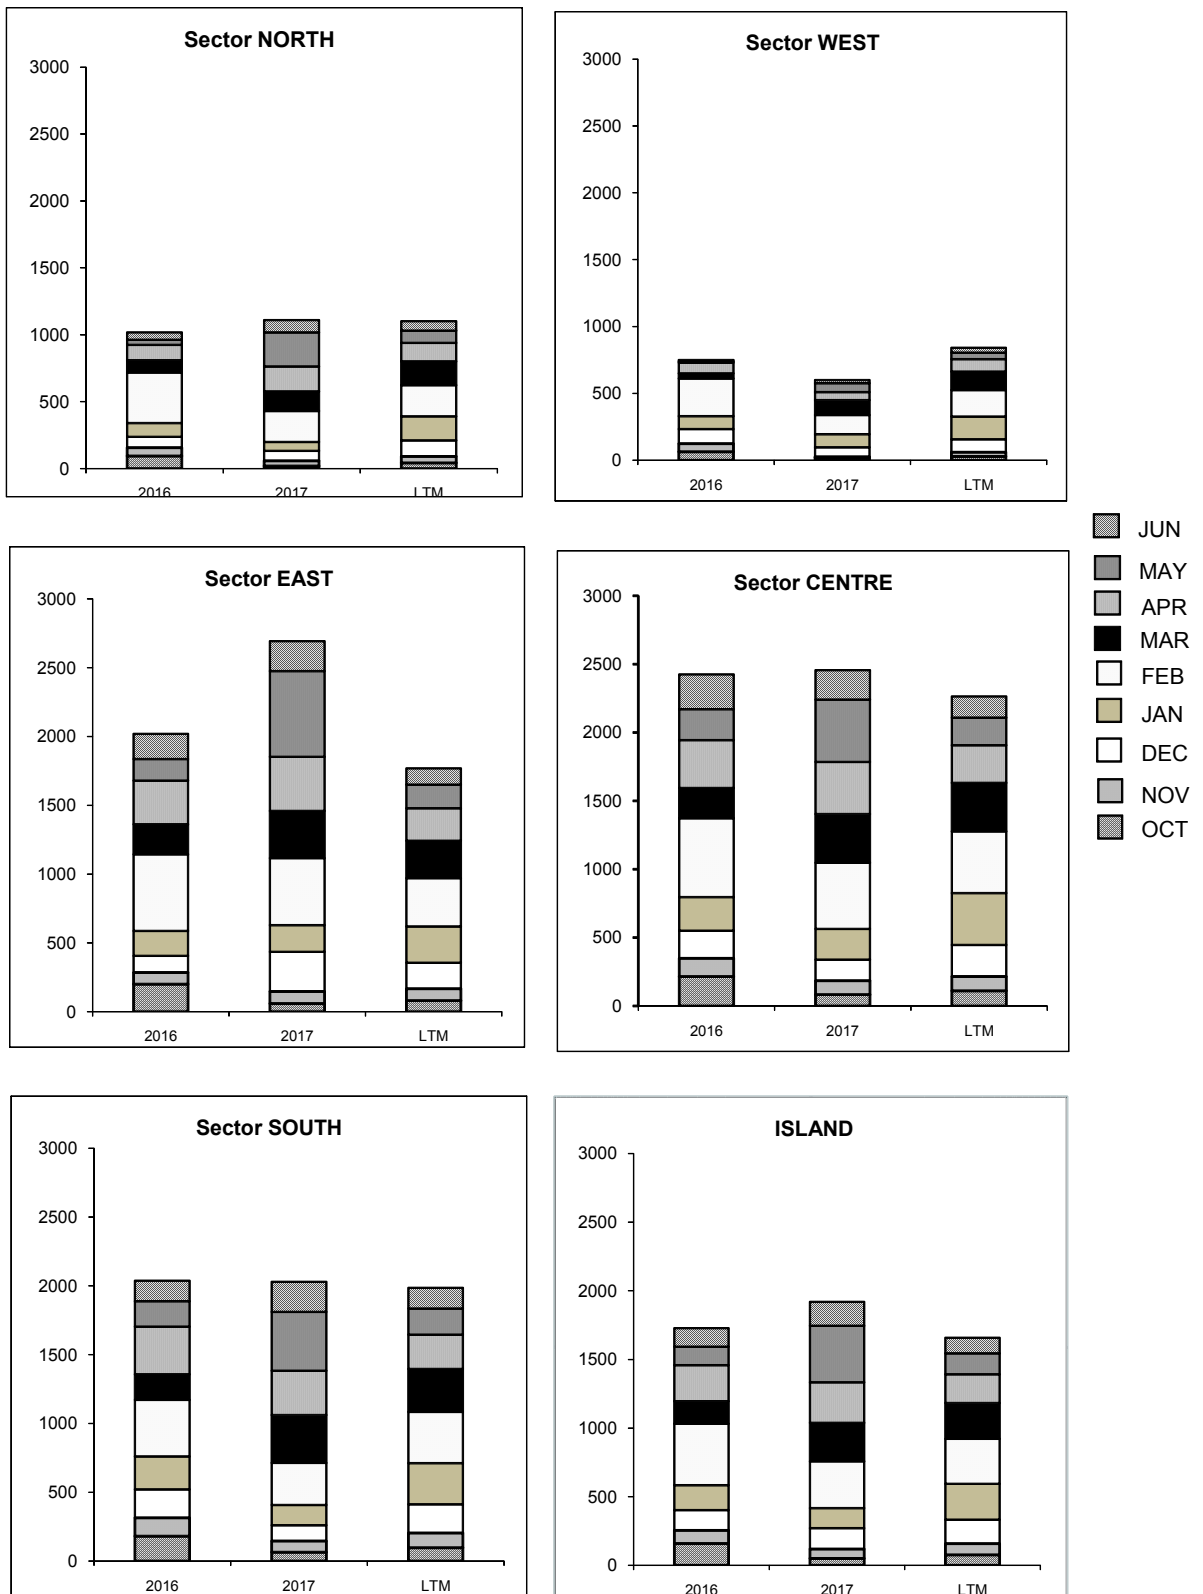 Sector NORTH
3000
2500
2000
1500
1000
500
0
2016 2017 LTM
Sector WEST
3000
2500
2000
1500
1000
500
0
2016 2017 LTM
JUN
MAY
APR
MAR
FEB
JAN
DEC
NOV
OCT
Sector EAST
3000
2500
2000
1500
1000
500
0
2016 2017 LTM
Sector CENTRE
3000
2500
2000
1500
1000
500
0
2016 2017 LTM
Sector SOUTH
3000
2500
2000
1500
1000
500
0
2016 2017 LTM
ISLAND
3000
2500
2000
1500
1000
500
0
2016 2017 LTM